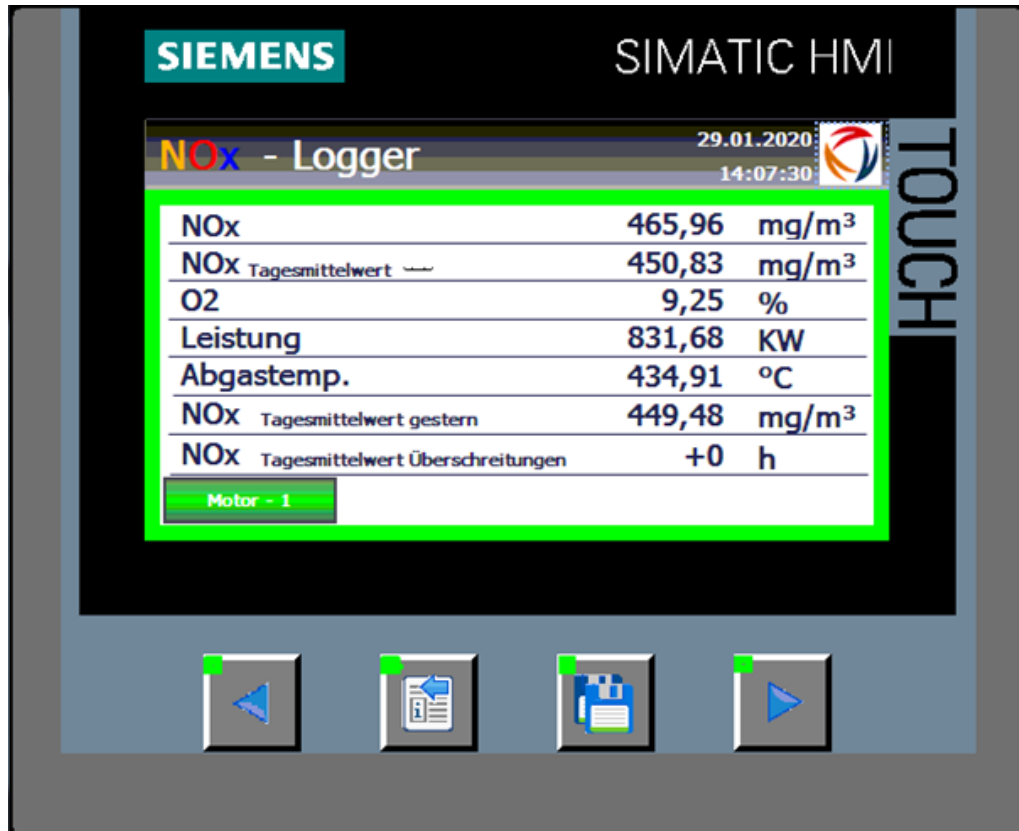 SIEMENS SIMATIC HMI
TOUCH
NOx - Logger 29.01.2020
14:07:30
NOx 465,96 mg/m³
NOx Tagesmittelwert 450,83 mg/m³
O2 9,25 %
Leistung 831,68 KW
Abgastemp. 434,91 °C
NOx Tagesmittelwert gestern 449,48 mg/m³
NOx Tagesmittelwert Überschreitungen +0 h
Motor - 1